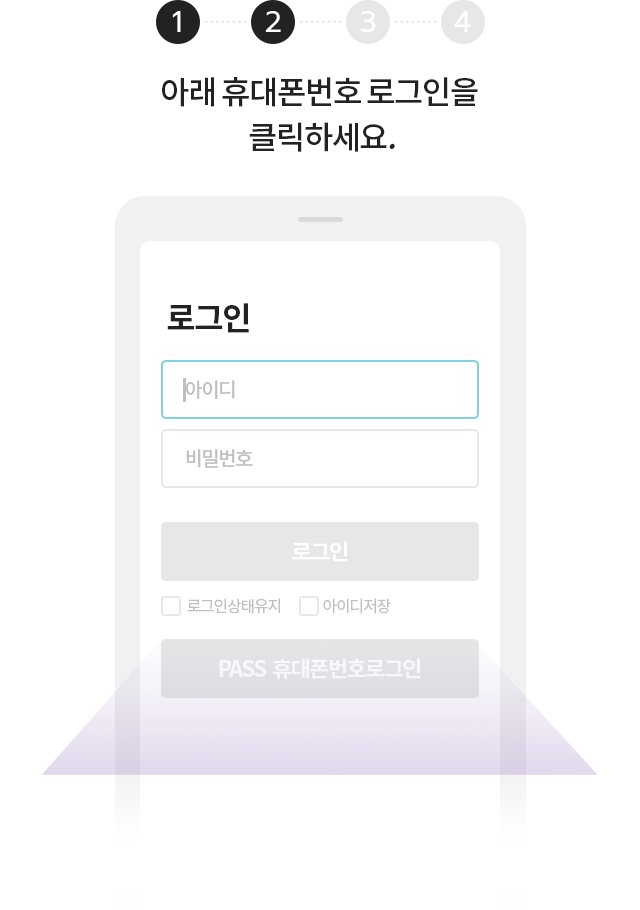 1 2 3 4
아래 휴대폰번호 로그인을
클릭하세요.
로그인
아이디
비밀번호
로그인
로그인상태유지 아이디저장
PASS 휴대폰번호로그인